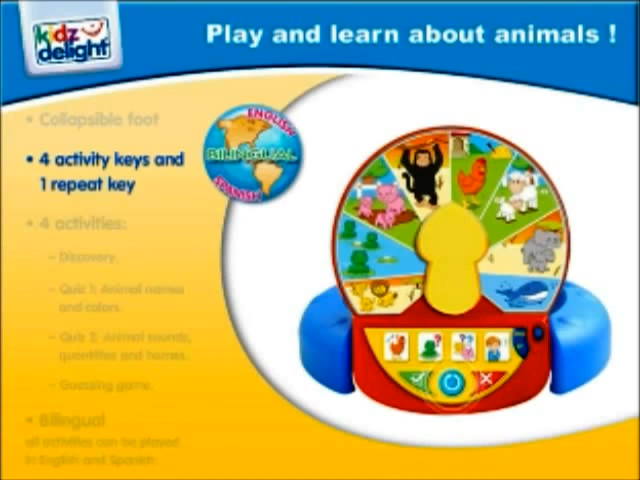 kidz
delight
Play and learn about animals !
• Collapsible foot
• 4 activity keys and
1 repeat key
• 4 activities:
– Discovery.
– Quiz 1: Animal names
and colors.
– Quiz 2: Animal sounds,
quantities and homes.
– Guessing game.
• Bilingual
all activities can be played
in English and Spanish.
ENGLISH
BILINGUAL
SPANISH